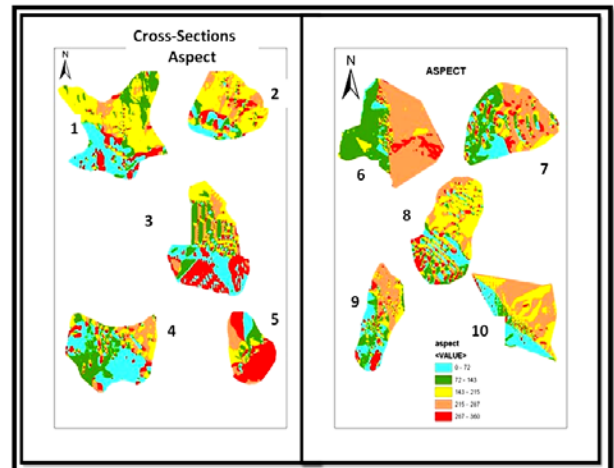 Cross-Sections
Aspect
N
1
2
3
4
5
N
ASPECT
6
7
8
9
10
aspect
<VALUE>
0 - 72
72 - 143
143 - 215
215 - 287
287 - 360